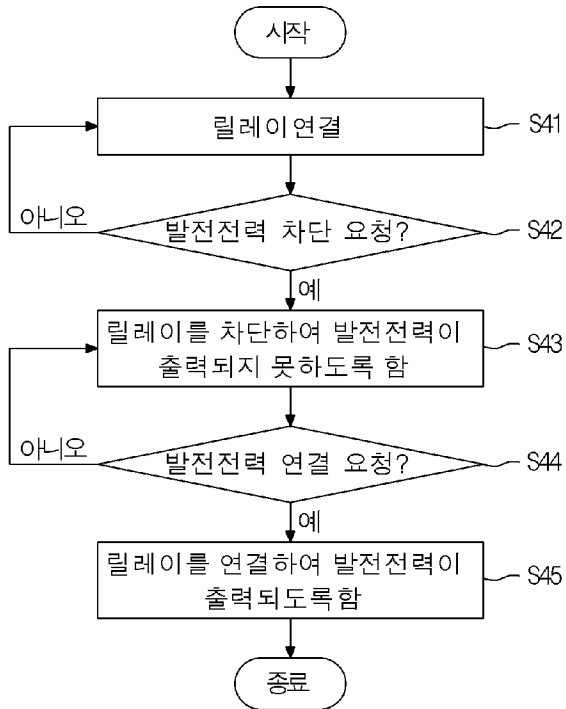 시작
릴레이연결
S41
발전전력 차단 요청?
S42
아니오
예
릴레이를 차단하여 발전전력이
출력되지 못하도록 함
S43
발전전력 연결 요청?
S44
아니오
예
릴레이를 연결하여 발전전력이
출력되도록함
S45
종료